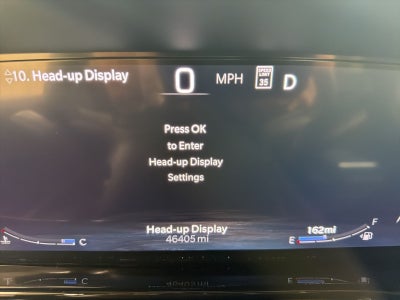 10. Head-up Display
0 MPH SPEED LIMIT 35 D
Press OK
to Enter
Head-up Display
Settings
Head-up Display
46405 mi
C
162mi
E F